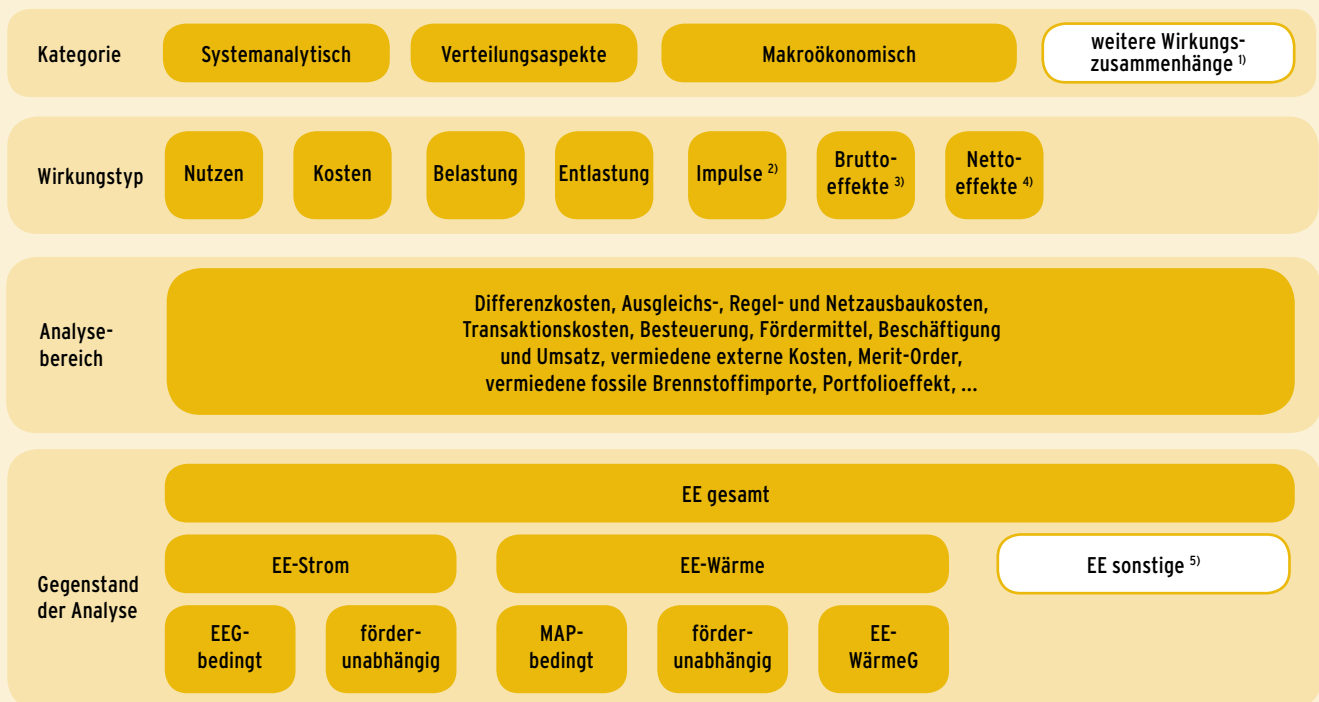 Kategorie
Systemanalytisch
Verteilungsaspekte
Makroökonomisch
weitere Wirkungs-
zusammenhänge 1)
Wirkungstyp
Nutzen
Kosten
Belastung
Entlastung
Impulse 2)
Brutto-
effekte 3)
Netto-
effekte 4)
Analyse-
bereich
Differenzkosten, Ausgleichs-, Regel- und Netzausbaukosten,
Transaktionskosten, Besteuerung, Fördermittel, Beschäftigung
und Umsatz, vermiedene externe Kosten, Merit-Order,
vermiedene fossile Brennstoffimporte, Portfolioeffekt, ...
Gegenstand
der Analyse
EE gesamt
EE-Strom
EE-Wärme
EE sonstige 5)
EEG-
bedingt
förder-
unabhängig
MAP-
bedingt
förder-
unabhängig
EE-
WärmeG